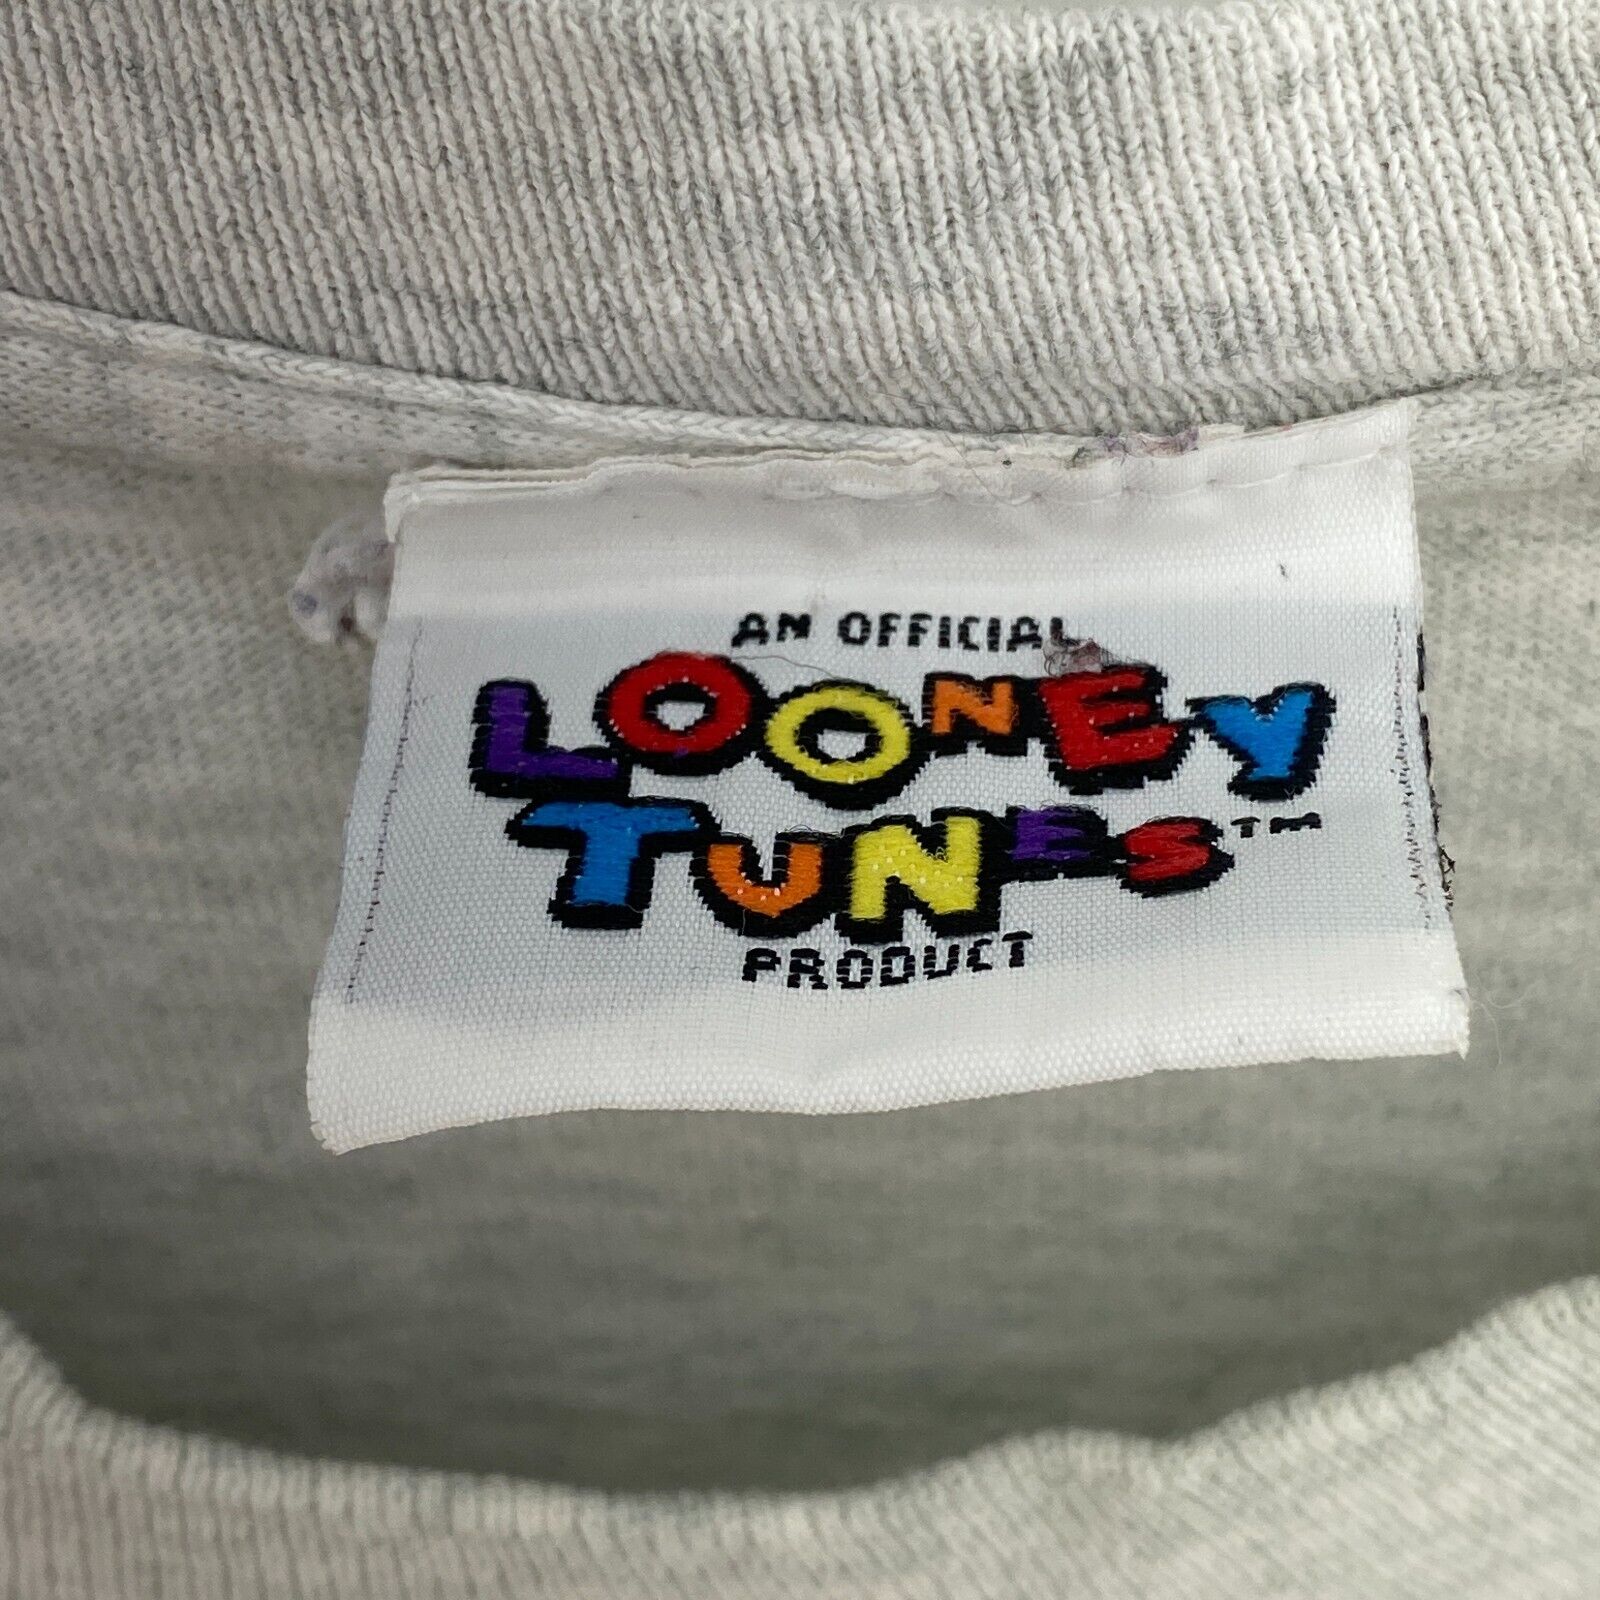 AN OFFICIAL
LOONEY
TUNES™
PRODUCT